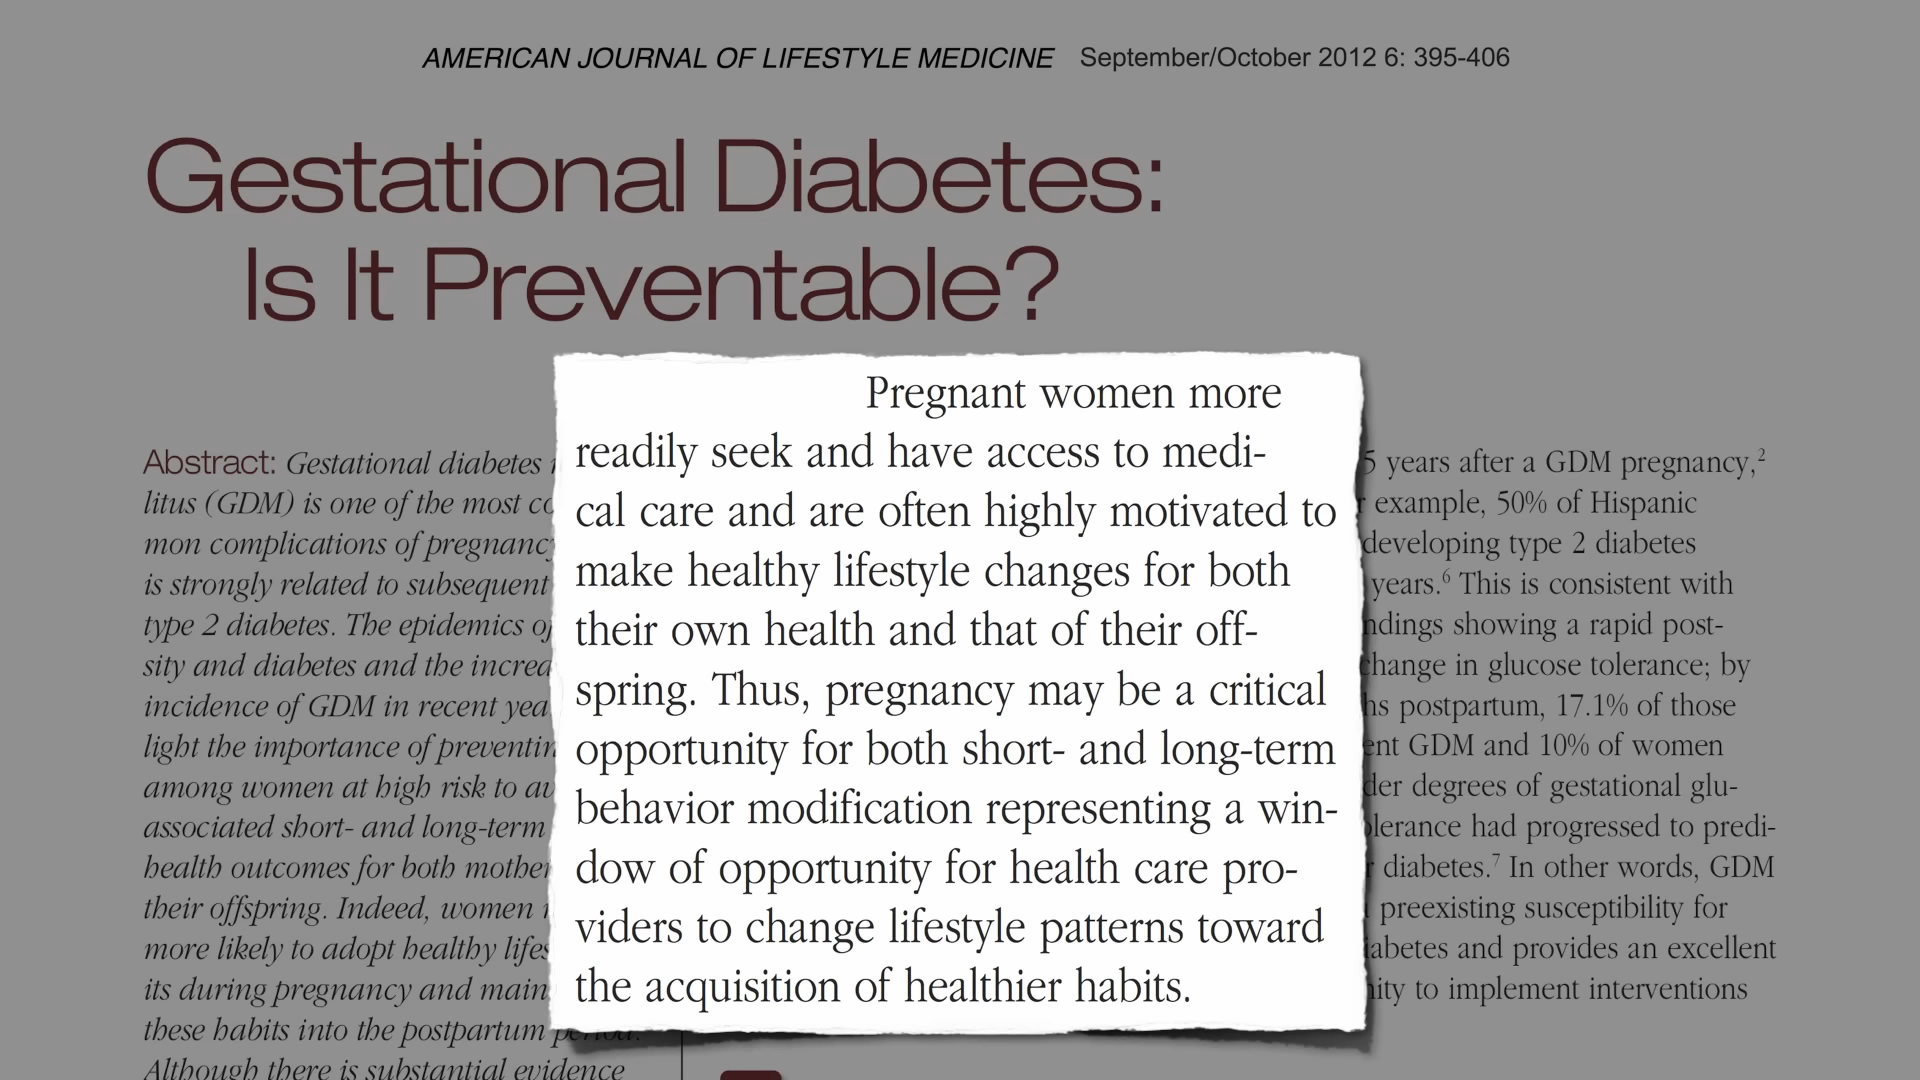 AMERICAN JOURNAL OF LIFESTYLE MEDICINE September/October 2012 6: 395-406
Gestational Diabetes:
Is It Preventable?
Pregnant women more
readily seek and have access to medi-
cal care and are often highly motivated to
make healthy lifestyle changes for both
their own health and that of their off-
spring. Thus, pregnancy may be a critical
opportunity for both short- and long-term
behavior modification representing a win-
dow of opportunity for health care pro-
viders to change lifestyle patterns toward
the acquisition of healthier habits.
Abstract: Gestational diabetes
litus (GDM) is one of the most
mon complications of pregnancy
is strongly related to subsequent
type 2 diabetes. The epidemics
sity and diabetes and the
incidence of GDM in recent
light the importance of
among women at high risk to
associated short- and long-term
health outcomes for both
their offspring. Indeed, women
more likely to adopt healthy
its during pregnancy and
these habits into the postpartum period.
Although there is substantial evidence
5 years after a GDM pregnancy,2
example, 50% of Hispanic
developing type 2 diabetes
years.6 This is consistent with
showing a rapid post-
change in glucose tolerance; by
postpartum, 17.1% of those
GDM and 10% of women
degrees of gestational glu-
had progressed to predi-
diabetes.7 In other words, GDM
preexisting susceptibility for
and provides an excellent
to implement interventions